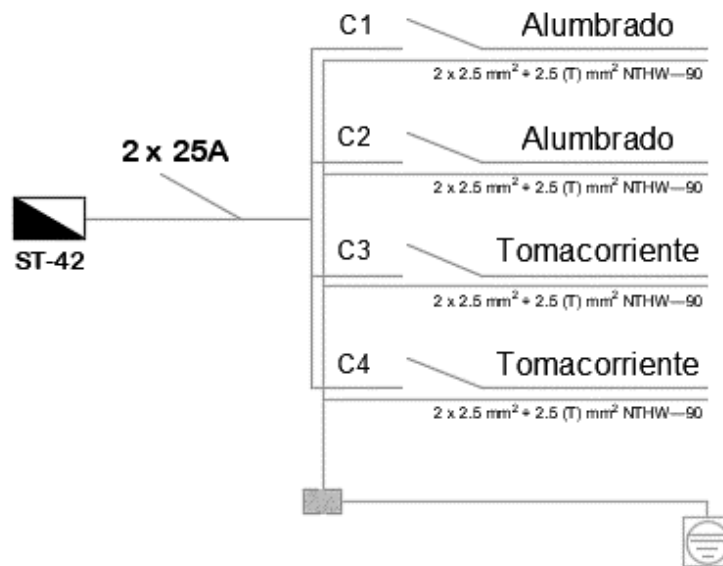 C1 Alumbrado
2 x 2.5 mm² + 2.5 (T) mm² NTHW—90
C2 Alumbrado
2 x 2.5 mm² + 2.5 (T) mm² NTHW—90
2 x 25A
ST-42
C3 Tomacorriente
2 x 2.5 mm² + 2.5 (T) mm² NTHW—90
C4 Tomacorriente
2 x 2.5 mm² + 2.5 (T) mm² NTHW—90